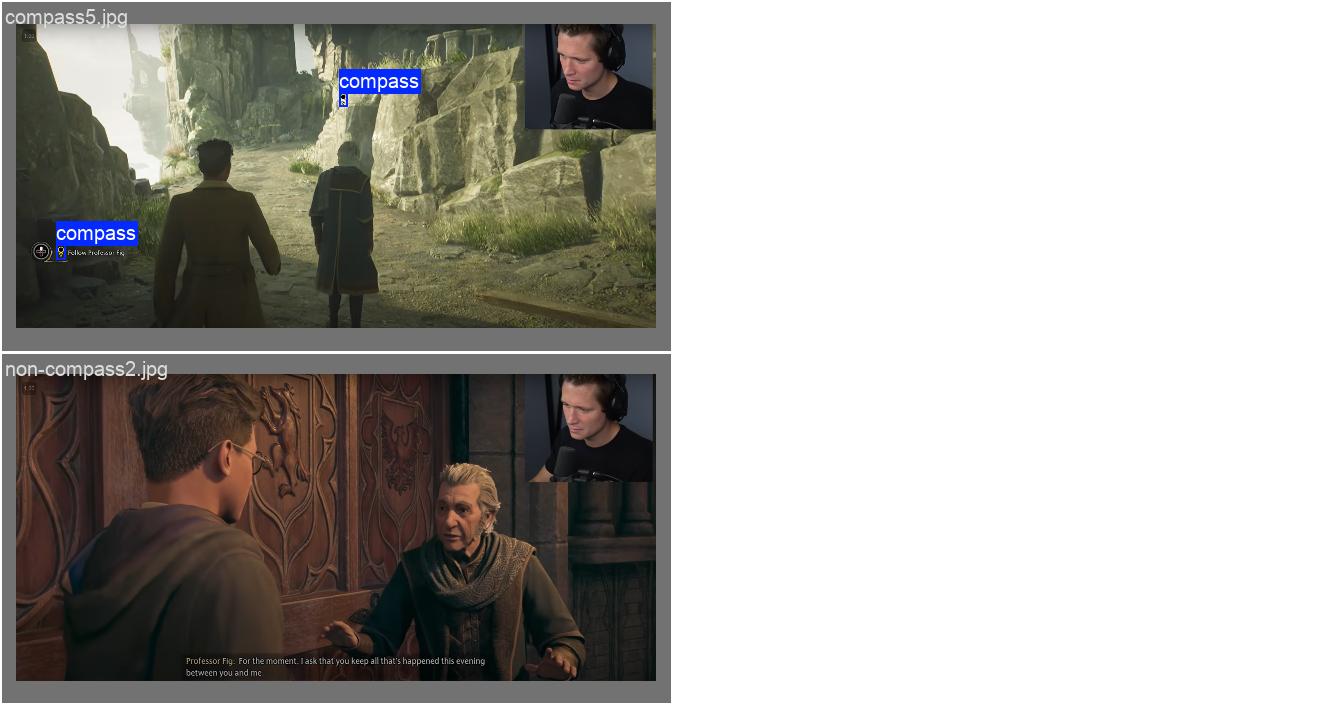 compass5.jpg
compass
compass
Follow Professor Fig
non-compass2.jpg
Professor Fig: For the moment. I ask that you keep all that's happened this evening
between you and me